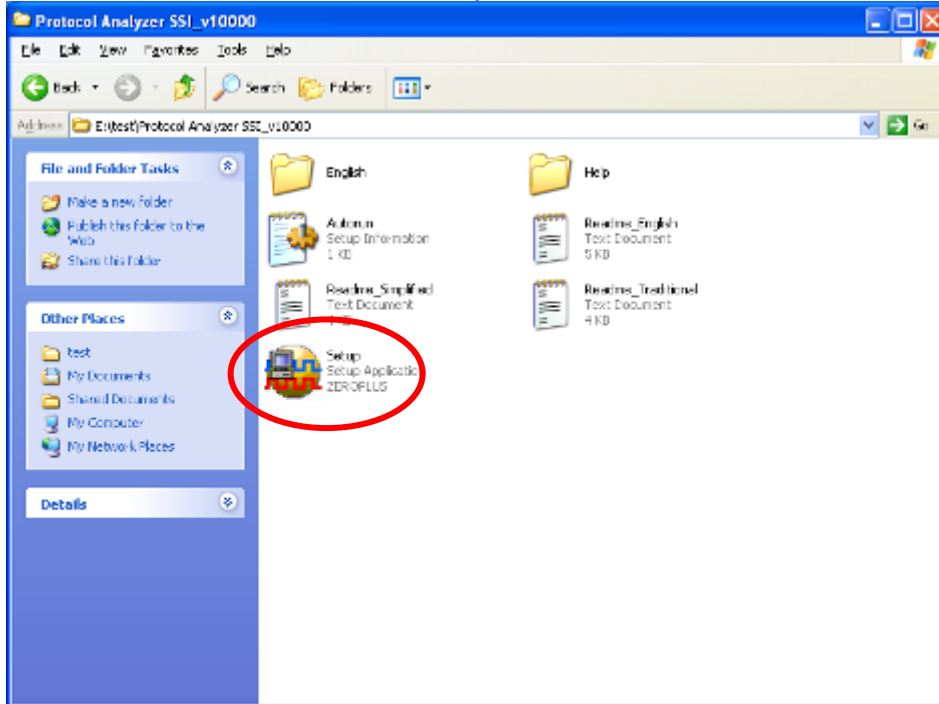 Protocol Analyzer SSI_v10000
File Edit View Favorites Tools Help
Back Search Folders
Address E:\test\Protocol Analyzer SSI_v10000 Go
File and Folder Tasks
Make a new folder
Publish this folder to the
Web
Share this folder
Other Places
test
My Documents
Shared Documents
My Computer
My Network Places
Details
English
Help
Autorun
Setup Information
1 KB
Readme_English
Text Document
5 KB
Readme_Simplified
Text Document
KB
Readme_Traditional
Text Document
4 KB
Setup
Setup Applicatio
ZEROPLUS